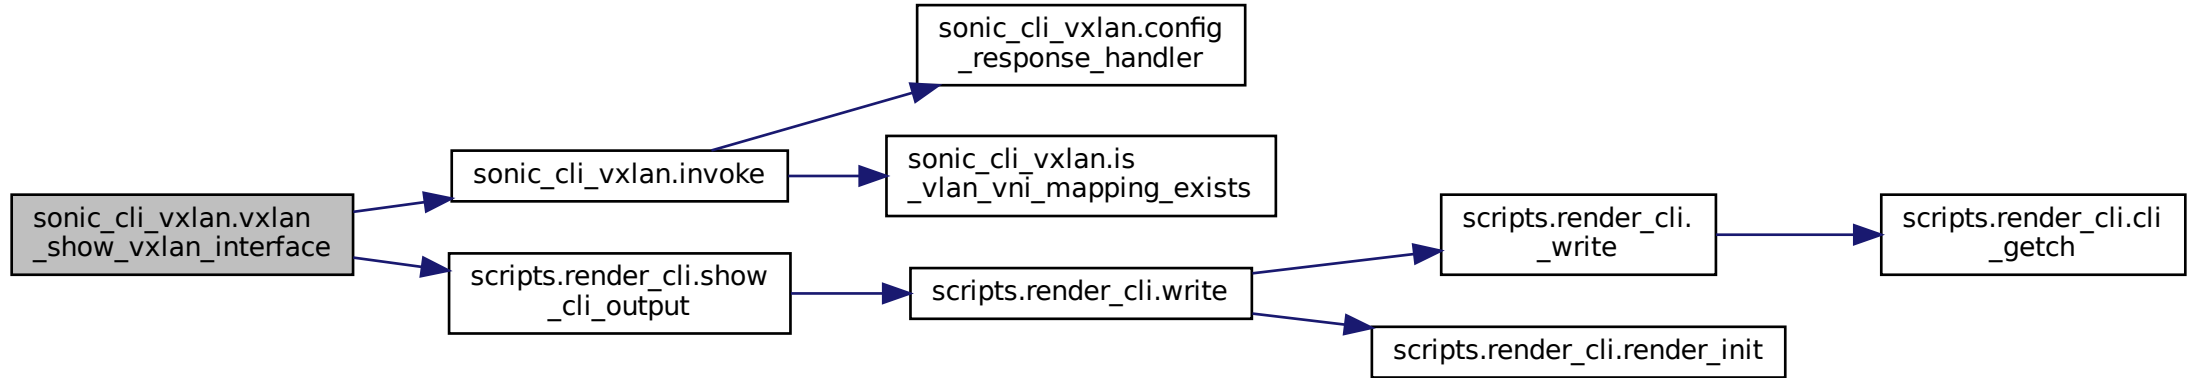 sonic_cli_vxlan.vxlan
_show_vxlan_interface
sonic_cli_vxlan.invoke
sonic_cli_vxlan.config
_response_handler
sonic_cli_vxlan.is
_vlan_vni_mapping_exists
scripts.render_cli.show
_cli_output
scripts.render_cli.write
scripts.render_cli.
_write
scripts.render_cli.cli
_getch
scripts.render_cli.render_init